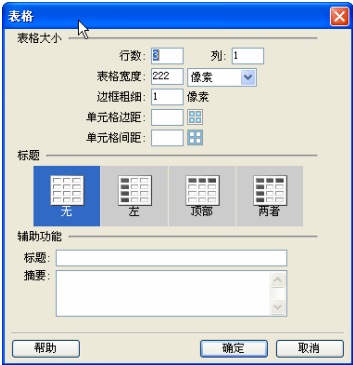 表格
表格大小
行数: 3 列: 1
表格宽度: 222 像素
边框粗细: 1 像素
单元格边距:
单元格间距:
标题
无 左 顶部 两者
辅助功能
标题:
摘要:
帮助 确定 取消